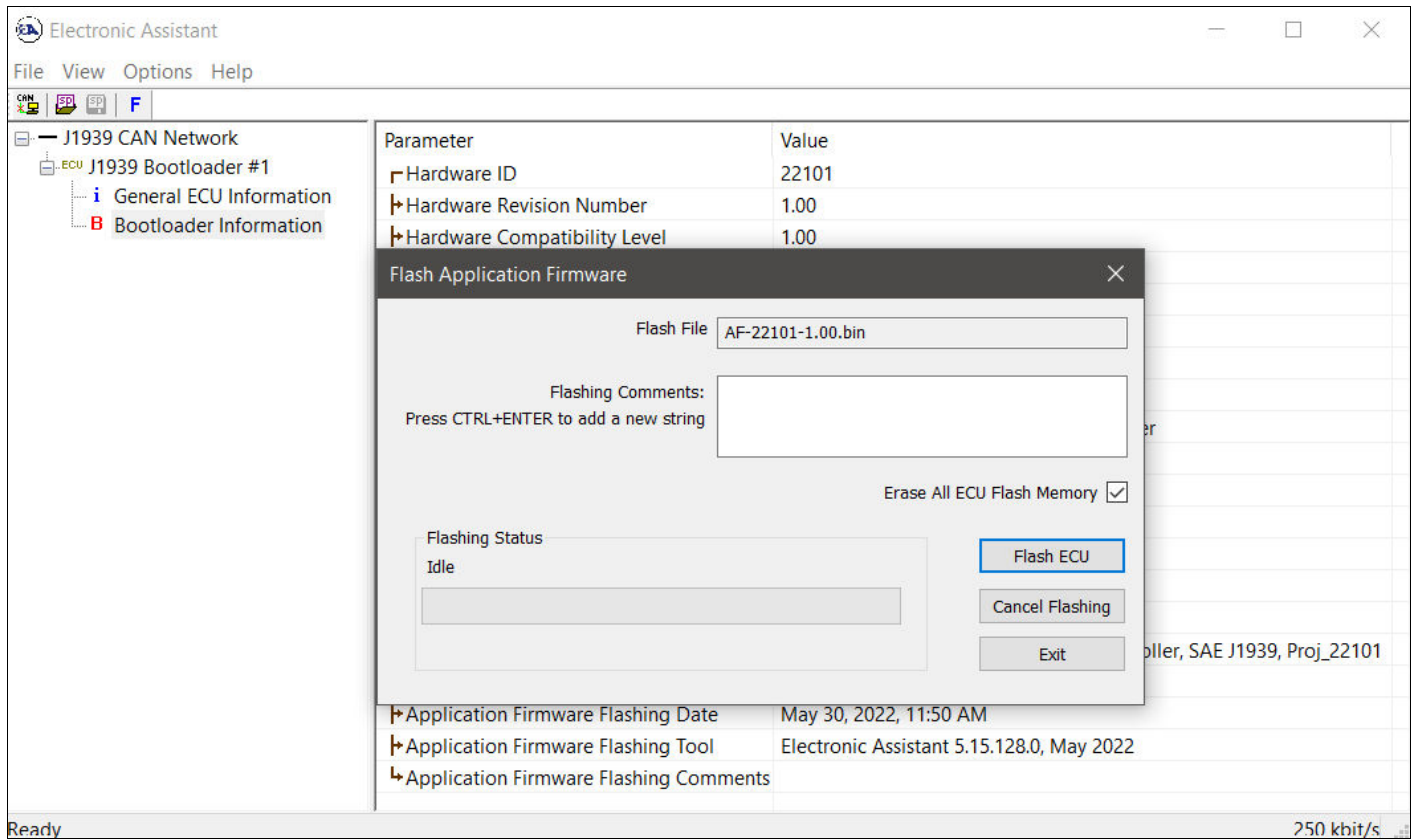 Electronic Assistant
File View Options Help
CAN SP SP F
J1939 CAN Network
ECU J1939 Bootloader #1
i General ECU Information
B Bootloader Information
Parameter Value
Hardware ID 22101
Hardware Revision Number 1.00
Hardware Compatibility Level 1.00
Flash Application Firmware
Flash File AF-22101-1.00.bin
Flashing Comments:
Press CTRL+ENTER to add a new string
er
Erase All ECU Flash Memory
Flashing Status
Idle
Flash ECU
Cancel Flashing
Exit
oller, SAE J1939, Proj_22101
Application Firmware Flashing Date May 30, 2022, 11:50 AM
Application Firmware Flashing Tool Electronic Assistant 5.15.128.0, May 2022
Application Firmware Flashing Comments
Ready 250 kbit/s